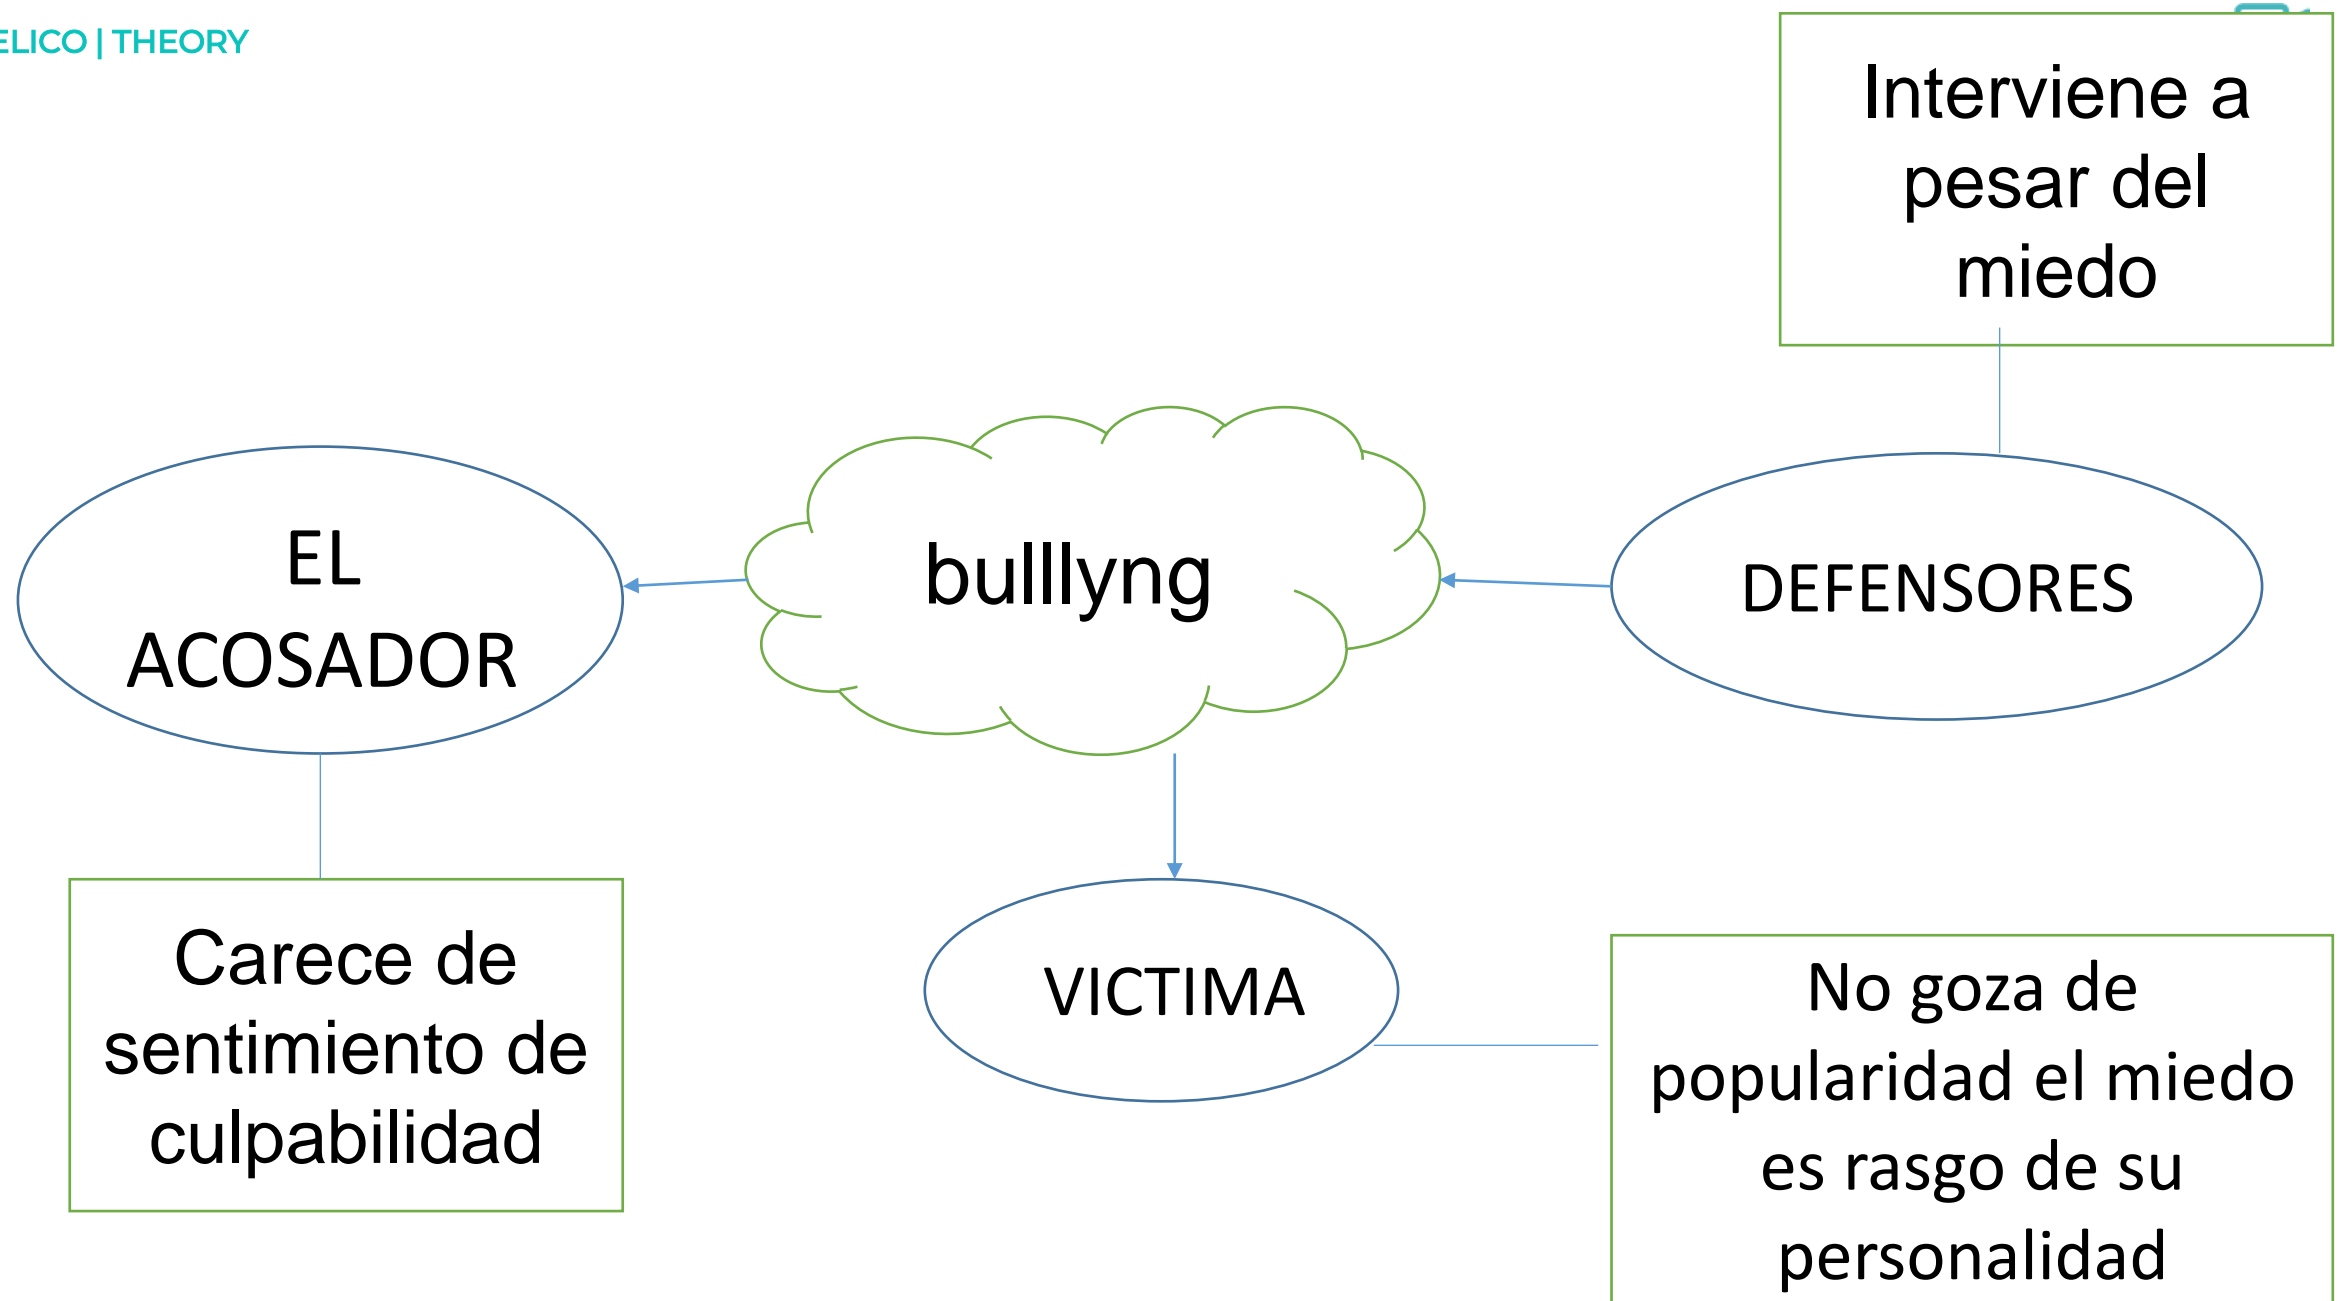 ELICO | THEORY
Interviene a
pesar del
miedo
EL
ACOSADOR
bulllyng
DEFENSORES
Carece de
sentimiento de
culpabilidad
VICTIMA
No goza de
popularidad el miedo
es rasgo de su
personalidad